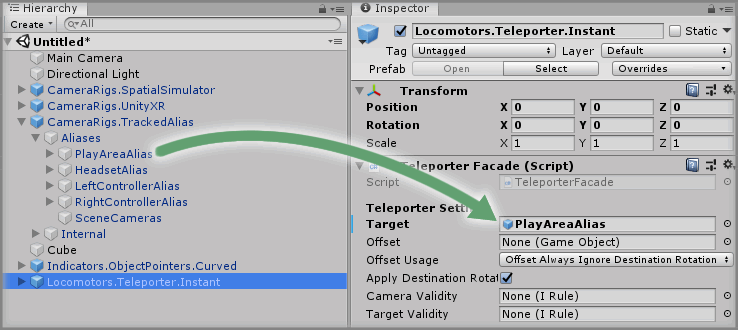 Hierarchy
Create
All
Untitled*
Main Camera
Directional Light
CameraRigs.SpatialSimulator
CameraRigs.UnityXR
CameraRigs.TrackedAlias
Aliases
PlayAreaAlias
HeadsetAlias
LeftControllerAlias
RightControllerAlias
SceneCameras
Internal
Cube
Indicators.ObjectPointers.Curved
Locomotors.Teleporter.Instant
Inspector
Locomotors.Teleporter.Instant Static
Tag Untagged Layer Default
Prefab Open Select Overrides
Transform
Position X 0 Y 0 Z 0
Rotation X 0 Y 0 Z 0
Scale X 1 Y 1 Z 1
Teleporter Facade (Script)
Script TeleporterFacade
Teleporter Setti
Target PlayAreaAlias
Offset None (Game Object)
Offset Usage Offset Always Ignore Destination Rotation
Apply Destination Rotat
Camera Validity None (I Rule)
Target Validity None (I Rule)